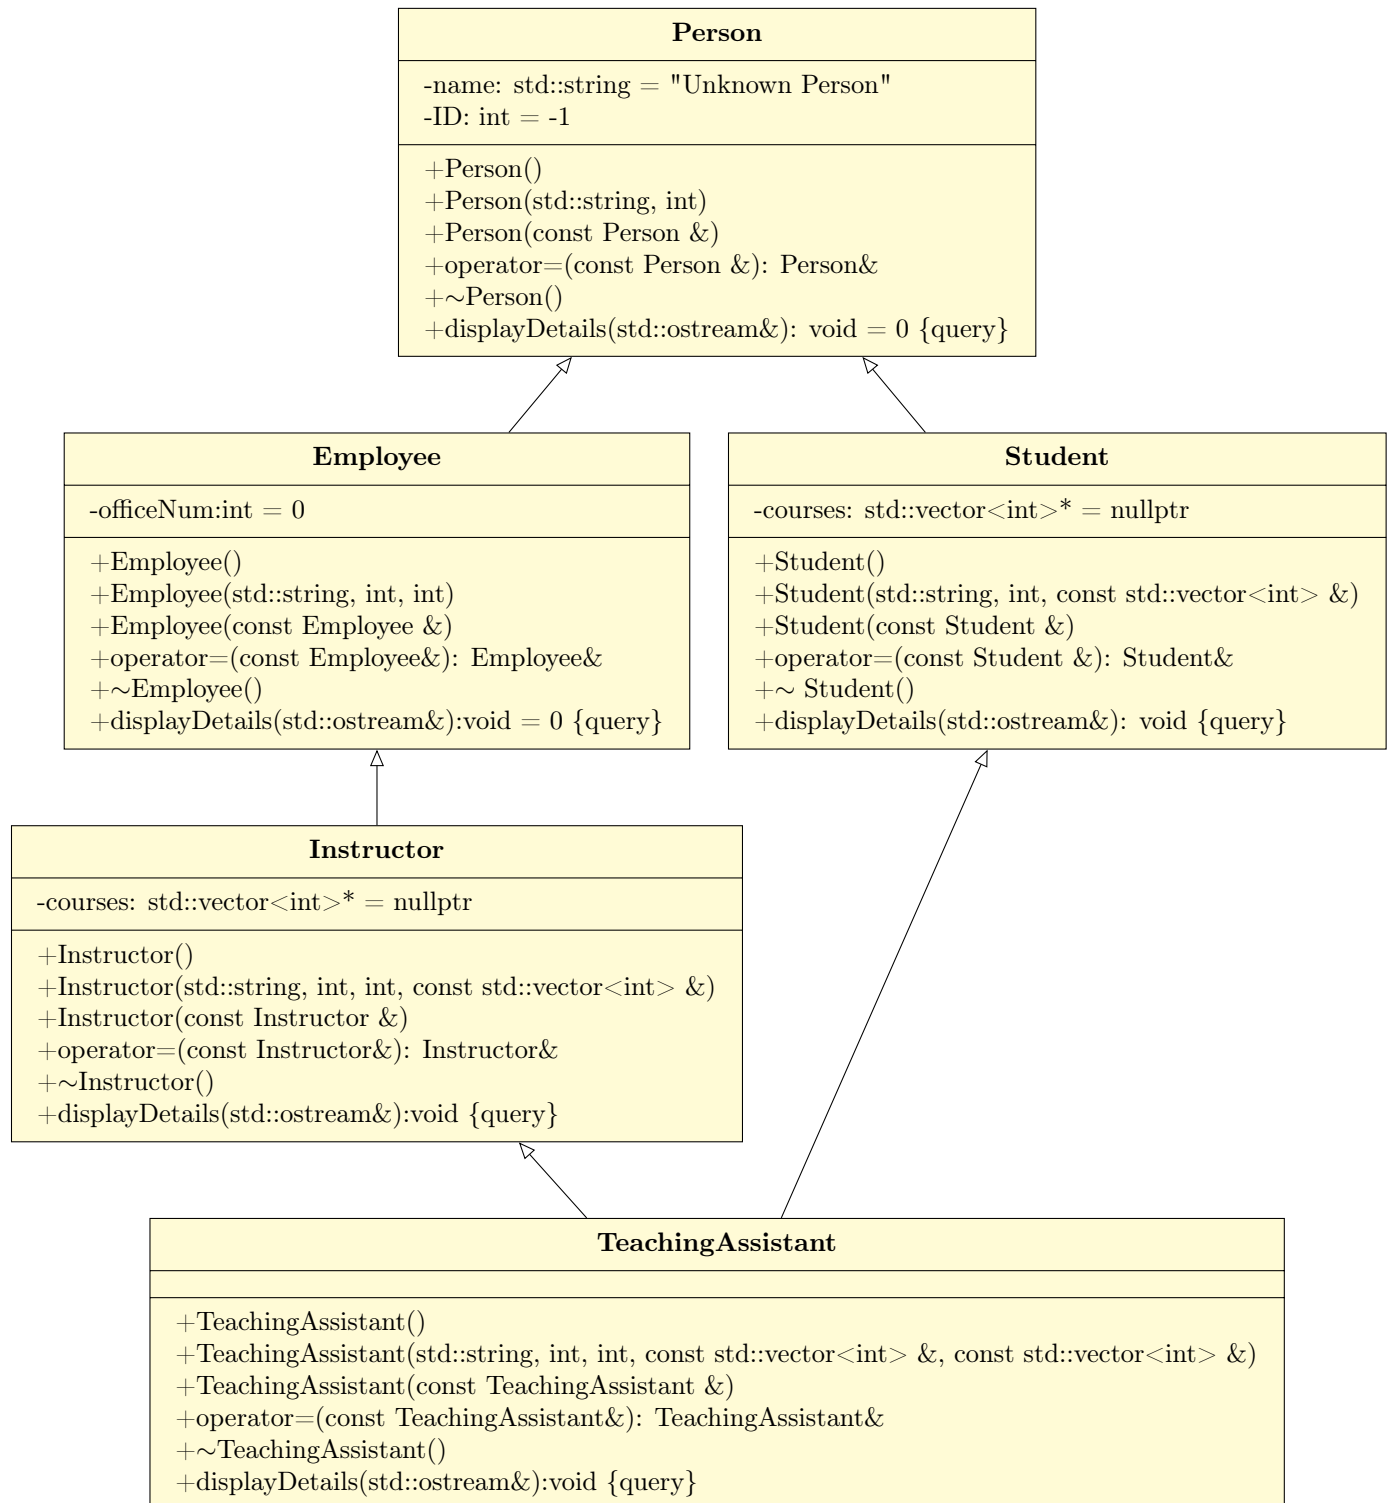 Person
-name: std::string = "Unknown Person"
-ID: int = -1
+Person()
+Person(std::string, int)
+Person(const Person &)
+operator=(const Person &): Person&
+∼Person()
+displayDetails(std::ostream&): void = 0 {query}
Employee
-officeNum:int = 0
+Employee()
+Employee(std::string, int, int)
+Employee(const Employee &)
+operator=(const Employee&): Employee&
+∼Employee()
+displayDetails(std::ostream&):void = 0 {query}
Student
-courses: std::vector<int>* = nullptr
+Student()
+Student(std::string, int, const std::vector<int> &)
+Student(const Student &)
+operator=(const Student &): Student&
+∼ Student()
+displayDetails(std::ostream&): void {query}
Instructor
-courses: std::vector<int>* = nullptr
+Instructor()
+Instructor(std::string, int, int, const std::vector<int> &)
+Instructor(const Instructor &)
+operator=(const Instructor&): Instructor&
+∼Instructor()
+displayDetails(std::ostream&):void {query}
TeachingAssistant
+TeachingAssistant()
+TeachingAssistant(std::string, int, int, const std::vector<int> &, const std::vector<int> &)
+TeachingAssistant(const TeachingAssistant &)
+operator=(const TeachingAssistant&): TeachingAssistant&
+∼TeachingAssistant()
+displayDetails(std::ostream&):void {query}